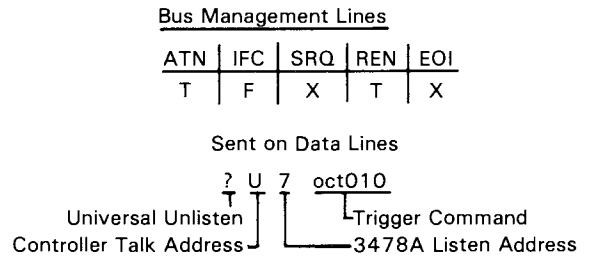 Bus Management Lines
ATN IFC SRQ REN EOI
T F X T X
Sent on Data Lines
? U 7 oct010
Universal Unlisten Trigger Command
Controller Talk Address 3478A Listen Address